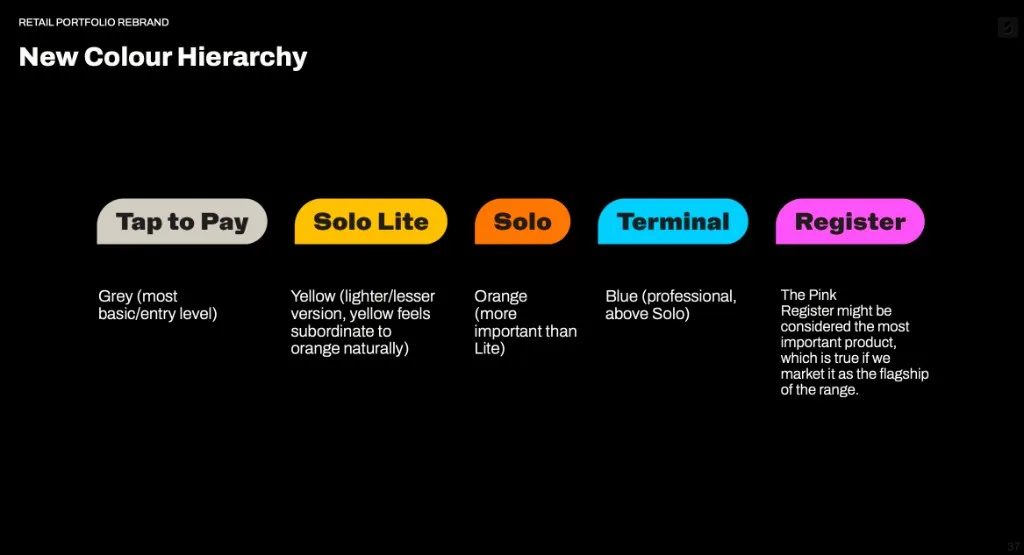 RETAIL PORTFOLIO REBRAND
New Colour Hierarchy
Tap to Pay
Solo Lite
Solo
Terminal
Register
Grey (most
basic/entry level)
Yellow (lighter/lesser
version, yellow feels
subordinate to
orange naturally)
Orange
(more
important than
Lite)
Blue (professional,
above Solo)
The Pink
Register might be
considered the most
important product,
which is true if we
market it as the flagship
of the range.
37